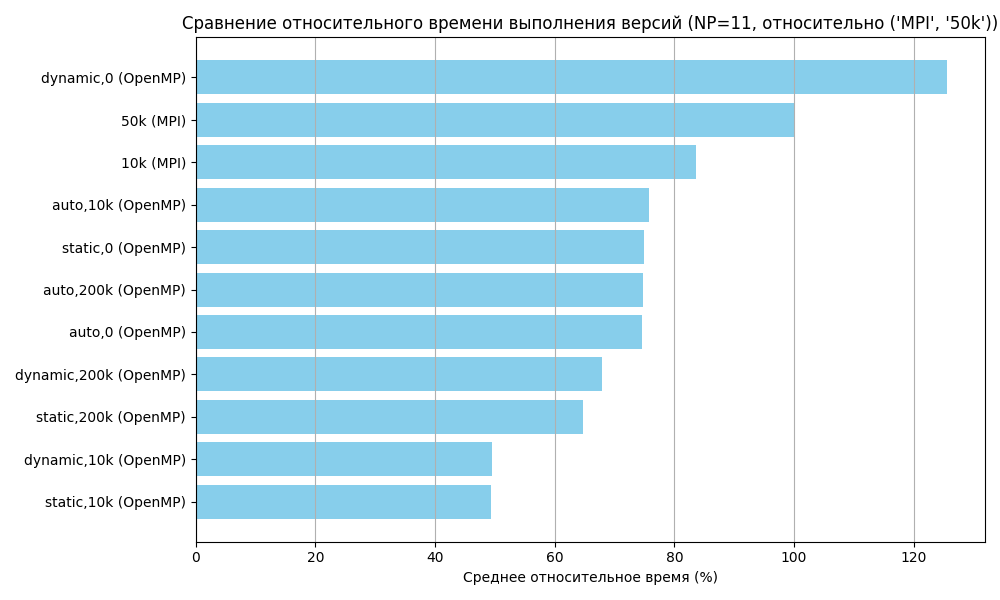 Сравнение относительного времени выполнения версий (NP=11, относительно ('MPI', '50k'))
dynamic,0 (OpenMP)
50k (MPI)
10k (MPI)
auto,10k (OpenMP)
static,0 (OpenMP)
auto,200k (OpenMP)
auto,0 (OpenMP)
dynamic,200k (OpenMP)
static,200k (OpenMP)
dynamic,10k (OpenMP)
static,10k (OpenMP)
0 20 40 60 80 100 120
Среднее относительное время (%)